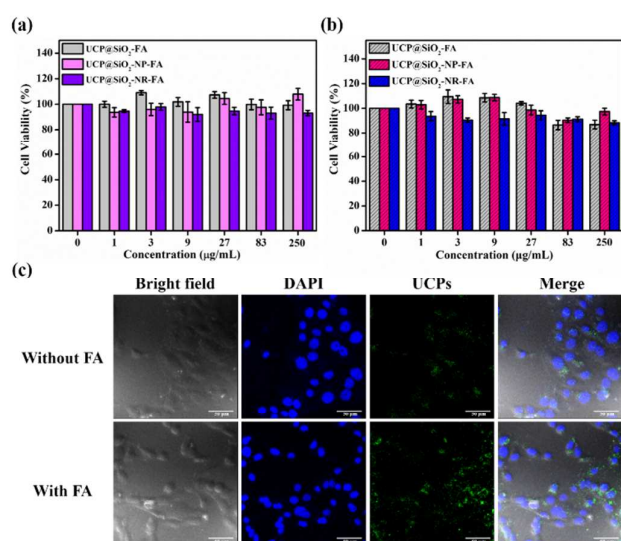 (a)
UCP@SiO₂-FA
UCP@SiO₂-NP-FA
UCP@SiO₂-NR-FA
Cell Viability (%)
140
120
100
80
60
40
20
0
0 1 3 9 27 83 250
Concentration (µg/mL)
(b)
UCP@SiO₂-FA
UCP@SiO₂-NP-FA
UCP@SiO₂-NR-FA
Cell Viability (%)
140
120
100
80
60
40
20
0
0 1 3 9 27 83 250
Concentration (µg/mL)
(c)
Bright field DAPI UCPs Merge
Without FA
With FA